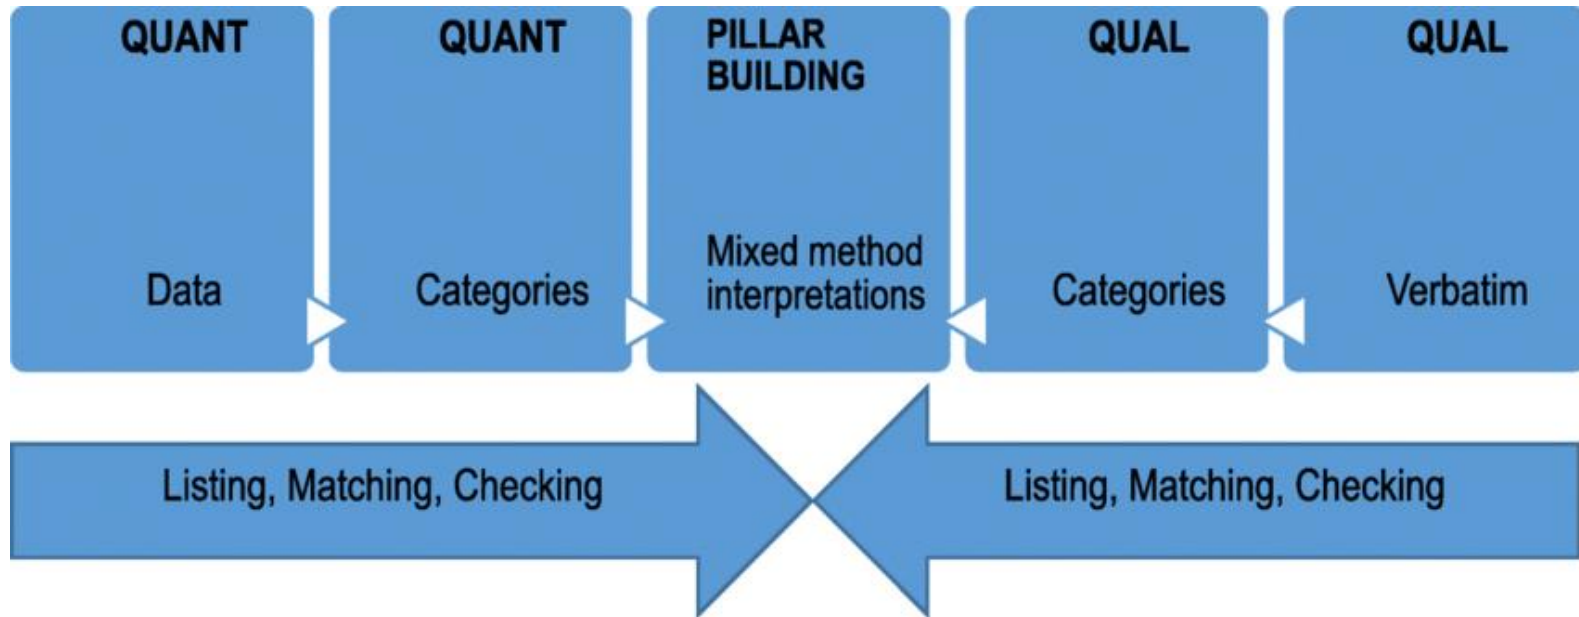 QUANT
Data
QUANT
Categories
PILLAR
BUILDING
Mixed method
interpretations
QUAL
Categories
QUAL
Verbatim
Listing, Matching, Checking
Listing, Matching, Checking